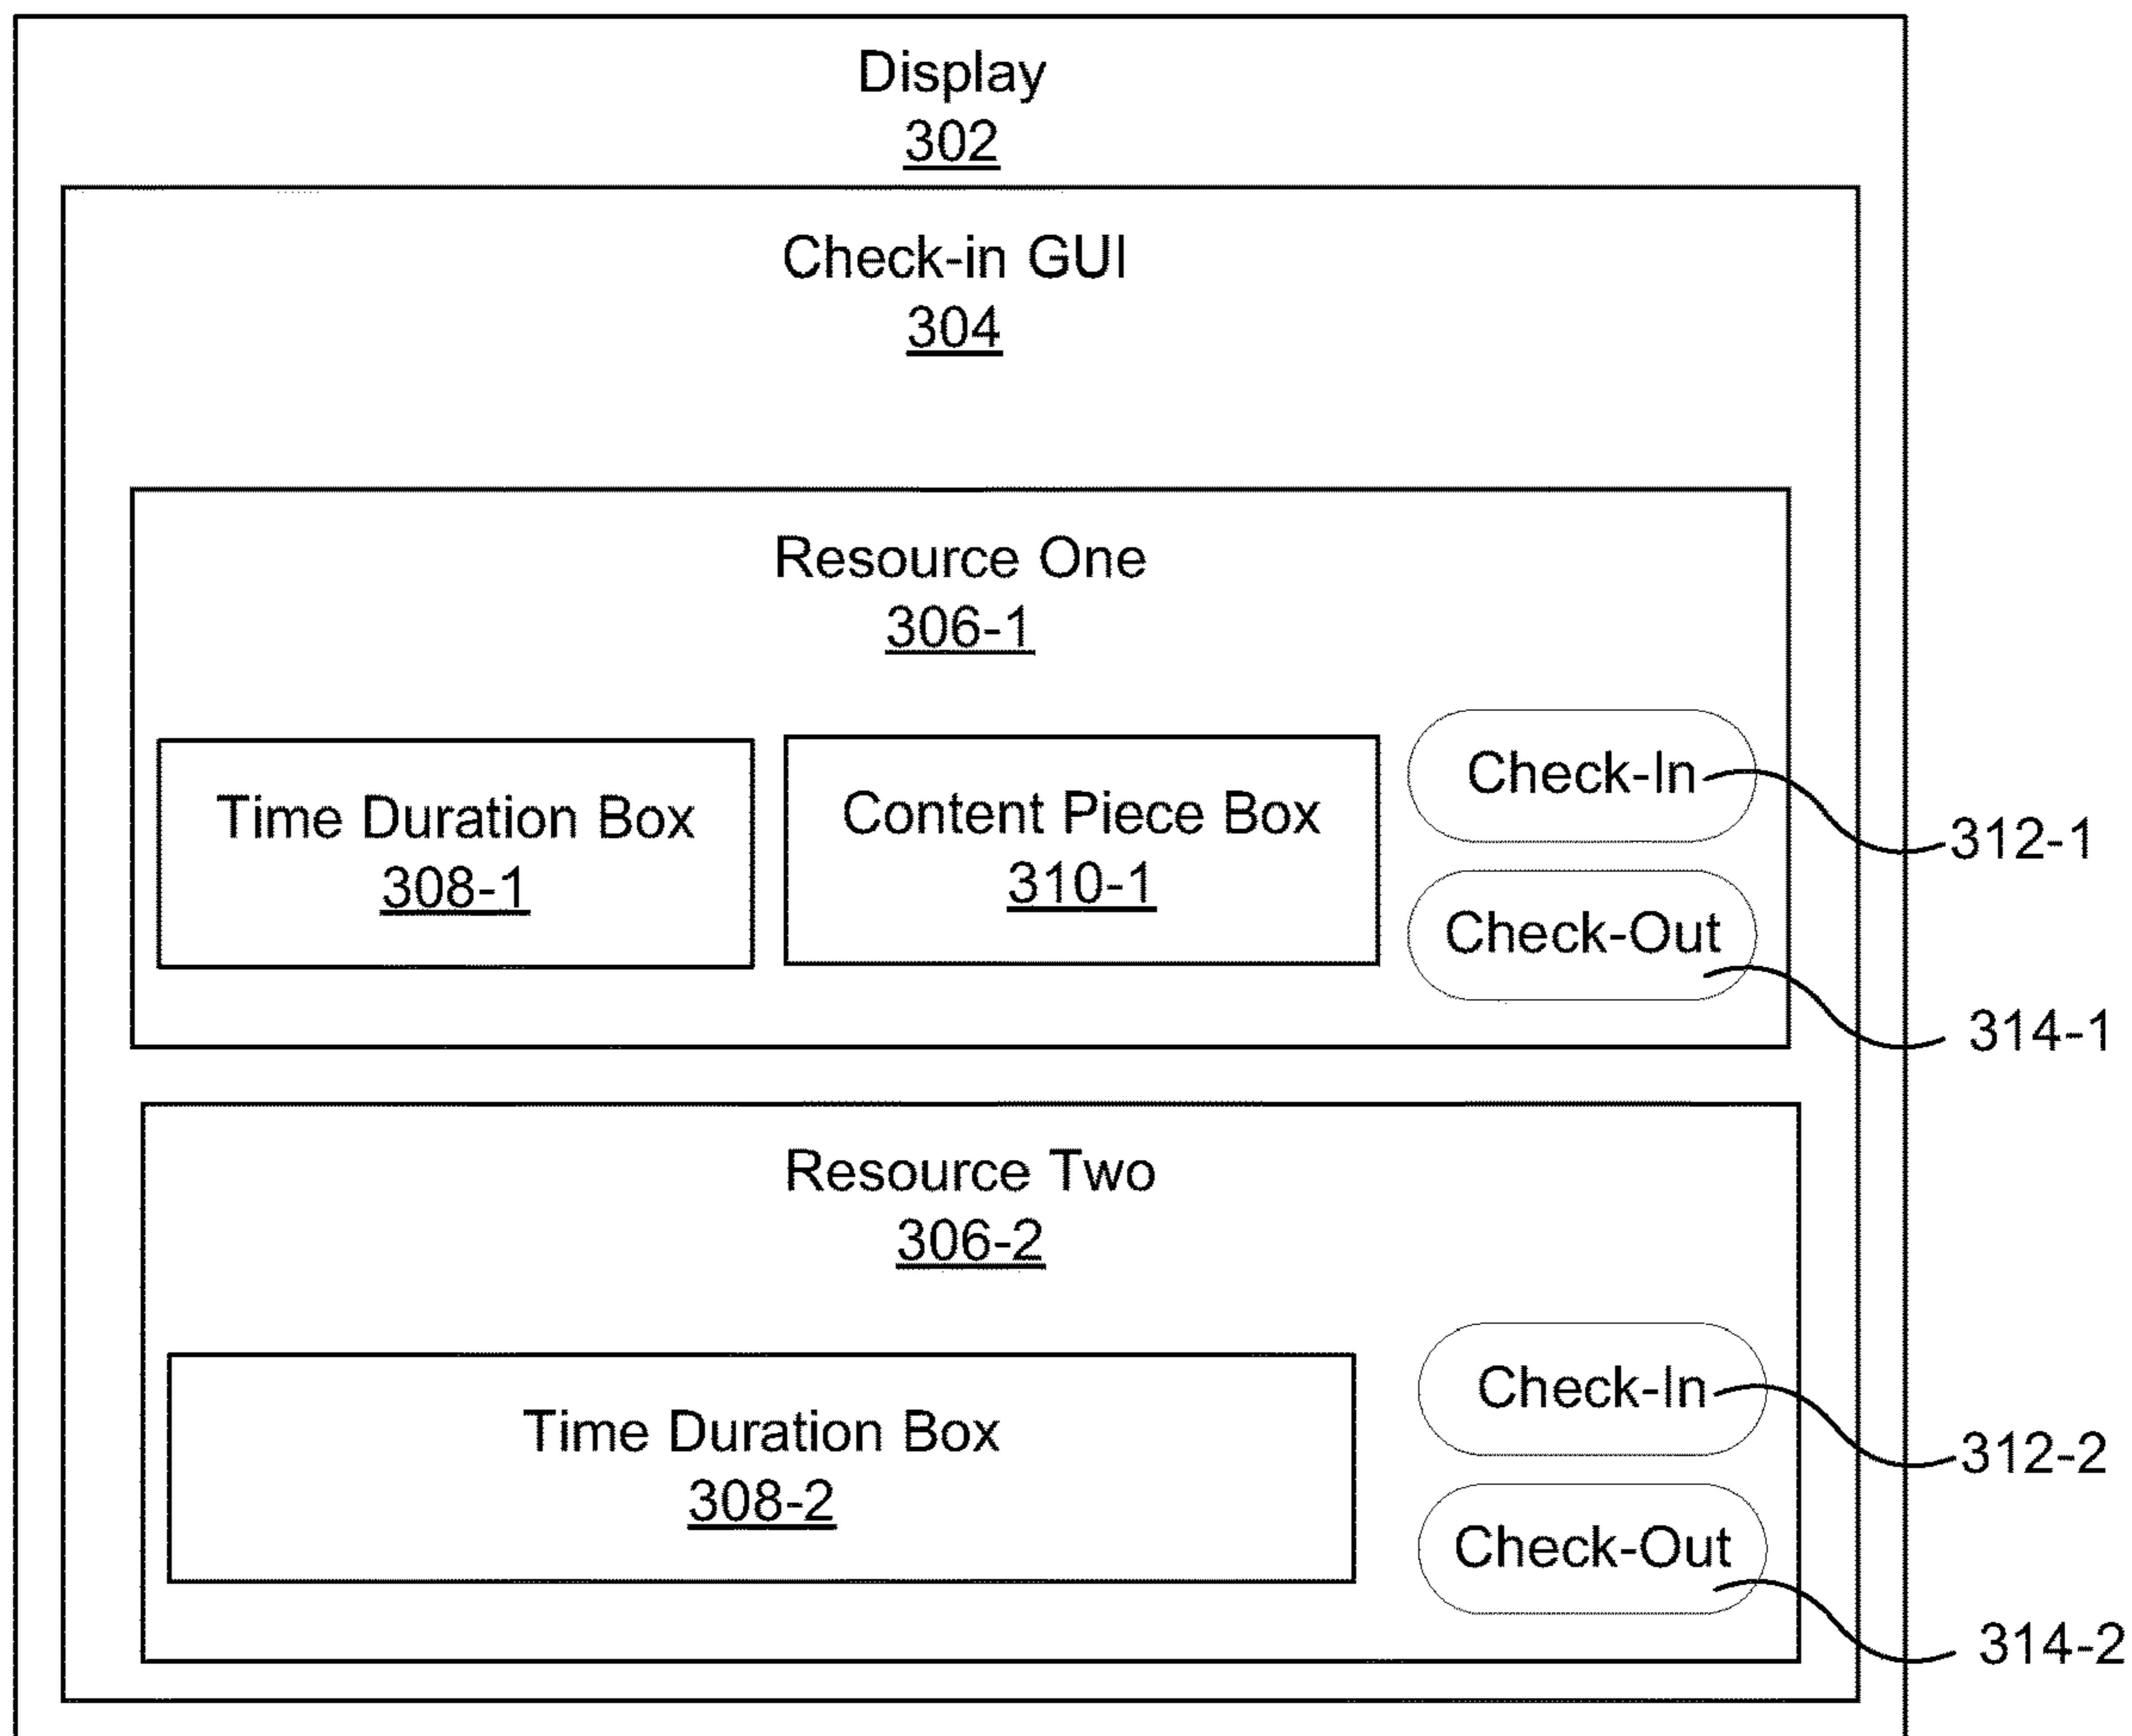 Display
302
Check-in GUI
304
Resource One
306-1
Time Duration Box
308-1
Content Piece Box
310-1
Check-In
312-1
Check-Out
314-1
Resource Two
306-2
Time Duration Box
308-2
Check-In
312-2
Check-Out
314-2